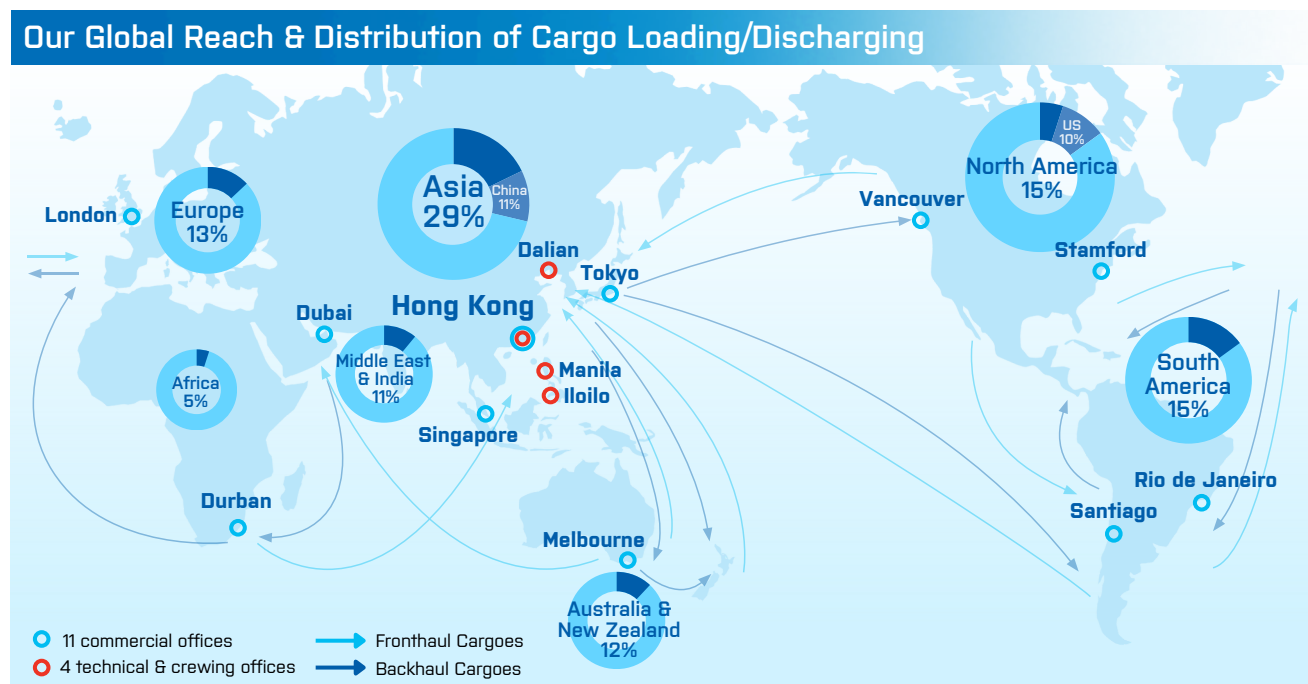 Our Global Reach & Distribution of Cargo Loading/Discharging
London
Europe
13%
Asia
29%
China
11%
US
10%
North America
15%
Vancouver
Stamford
Dalian
Tokyo
Hong Kong
Dubai
Middle East
& India
11%
Africa
5%
Manila
Iloilo
Singapore
South
America
15%
Durban
Melbourne
Rio de Janeiro
Santiago
Australia &
New Zealand
12%
11 commercial offices
4 technical & crewing offices
Fronthaul Cargoes
Backhaul Cargoes